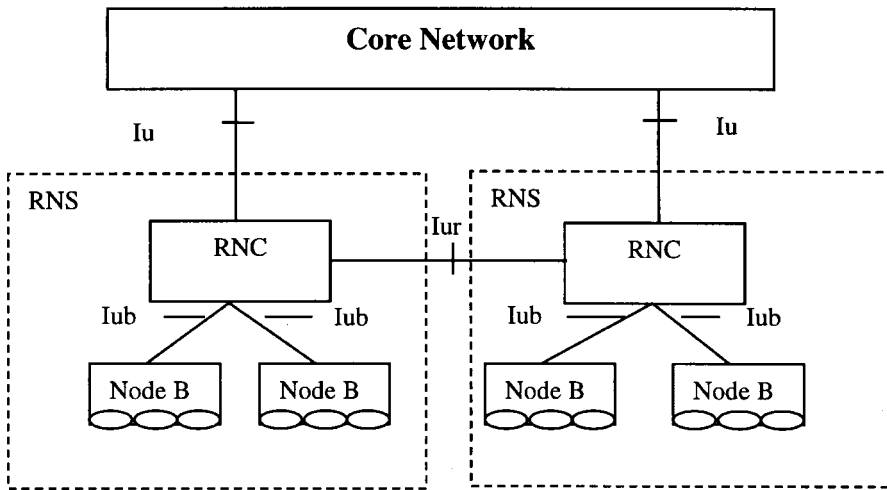 Core Network
Iu
Iu
RNS
RNS
Iur
RNC
RNC
Iub
Iub
Iub
Iub
Node B
Node B
Node B
Node B